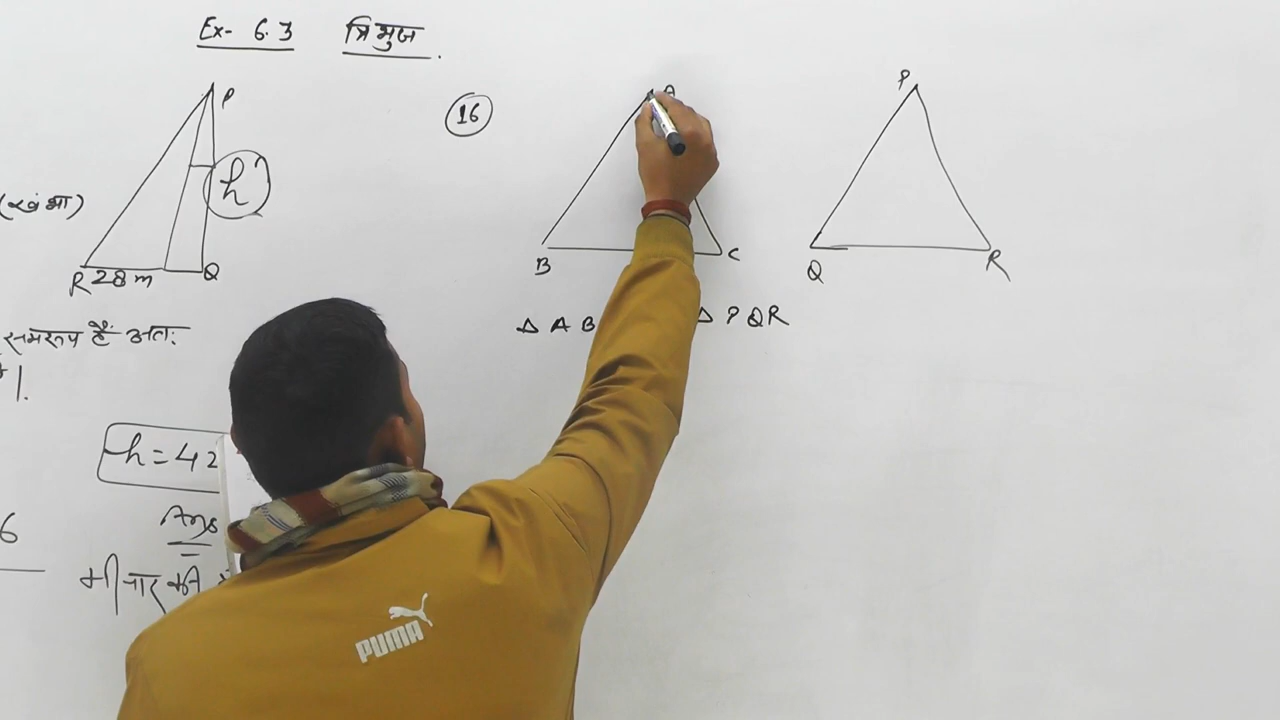 Ex- 6.3 त्रिभुज
P
h
(खंभा)
R 28 m Q
समरूप हैं अतः
h = 42
Ans
6
16
A
B C
P
Q R
Δ A B Δ P Q R
PUMA